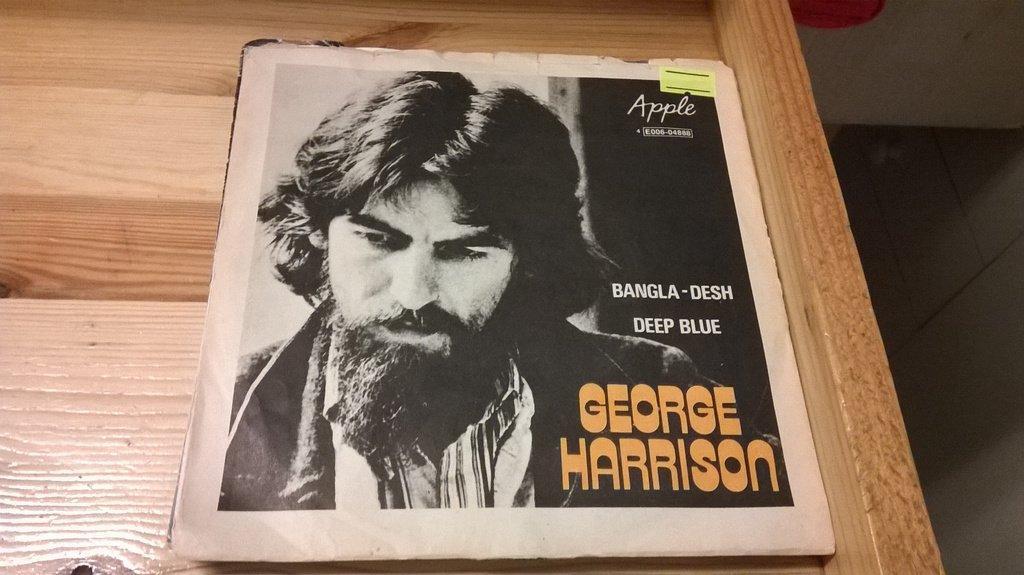 Apple
4 E006-04888
BANGLA-DESH
DEEP BLUE
GEORGE
HARRISON